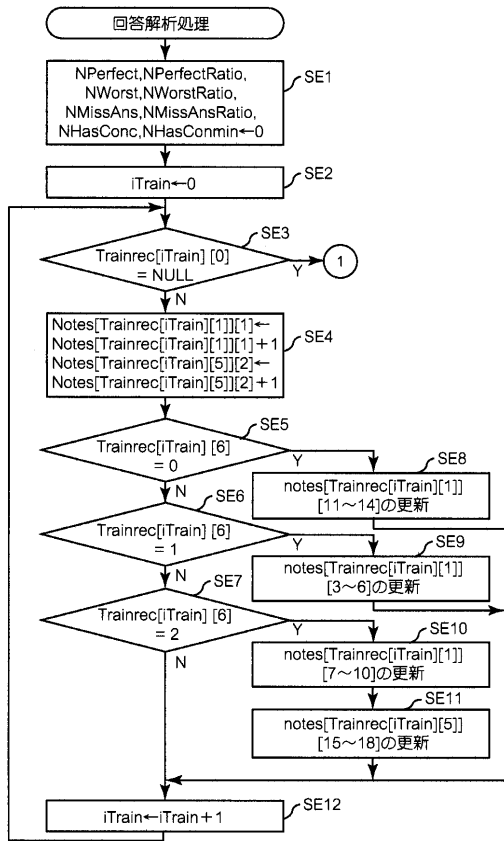 回答解析処理
SE1
NPerfect,NPerfectRatio,
NWorst,NWorstRatio,
NMissAns,NMissAnsRatio,
NHasConc,NHasConmin←0
SE2
iTrain←0
SE3
Trainrec[iTrain] [0]
= NULL
Y
1
N
SE4
Notes[Trainrec[iTrain][1]][1]←
Notes[Trainrec[iTrain][1]][1]+1
Notes[Trainrec[iTrain][5]][2]←
Notes[Trainrec[iTrain][5]][2]+1
SE5
Trainrec[iTrain] [6]
= 0
Y
N
SE8
notes[Trainrec[iTrain][1]]
[11~14]の更新
SE6
Trainrec[iTrain] [6]
= 1
Y
N
SE9
notes[Trainrec[iTrain][1]]
[3~6]の更新
SE7
Trainrec[iTrain] [6]
= 2
Y
N
SE10
notes[Trainrec[iTrain][1]]
[7~10]の更新
SE11
notes[Trainrec[iTrain][5]]
[15~18]の更新
SE12
iTrain←iTrain+1